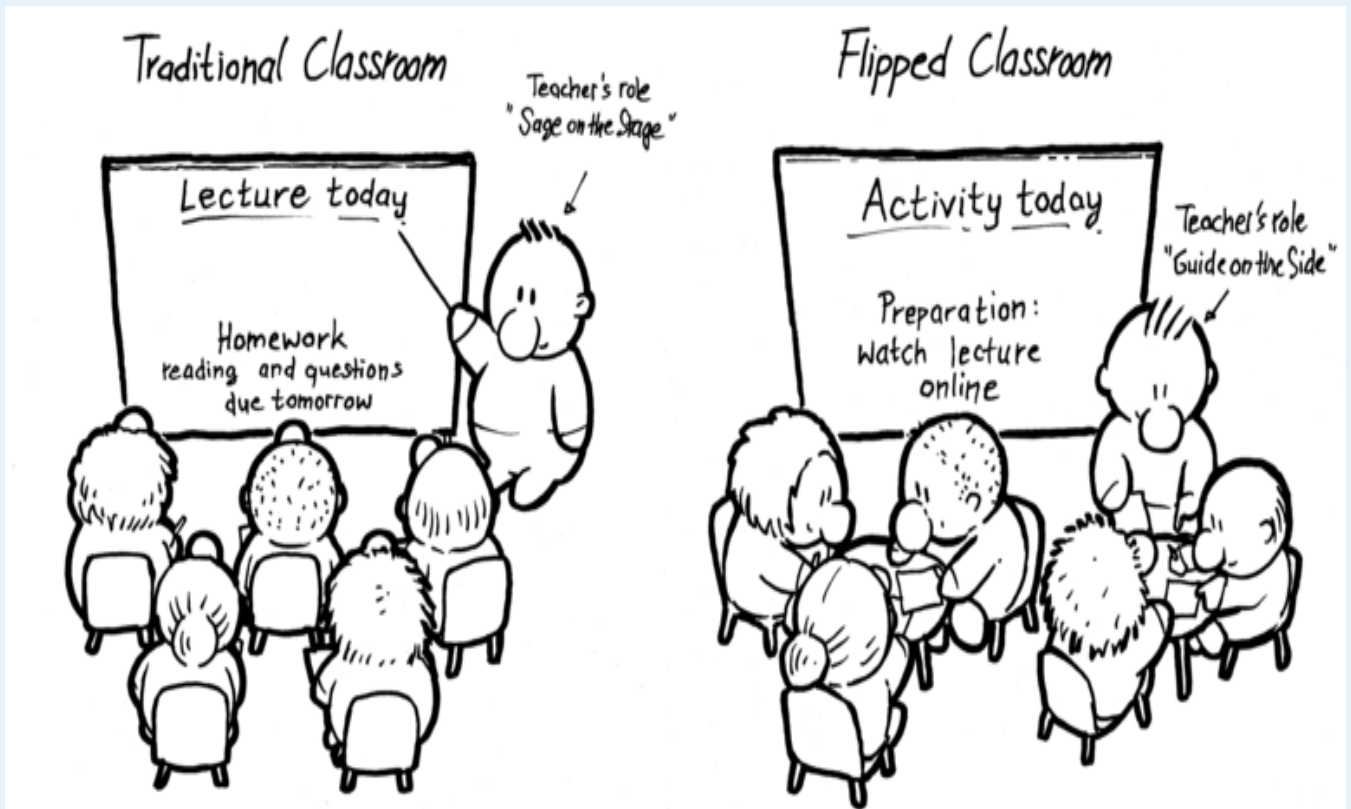 Traditional Classroom
Teacher's role
"Sage on the Stage"
Lecture today
Homework
reading and questions
due tomorrow
Flipped Classroom
Teacher's role
"Guide on the Side"
Activity today
Preparation:
watch lecture
online